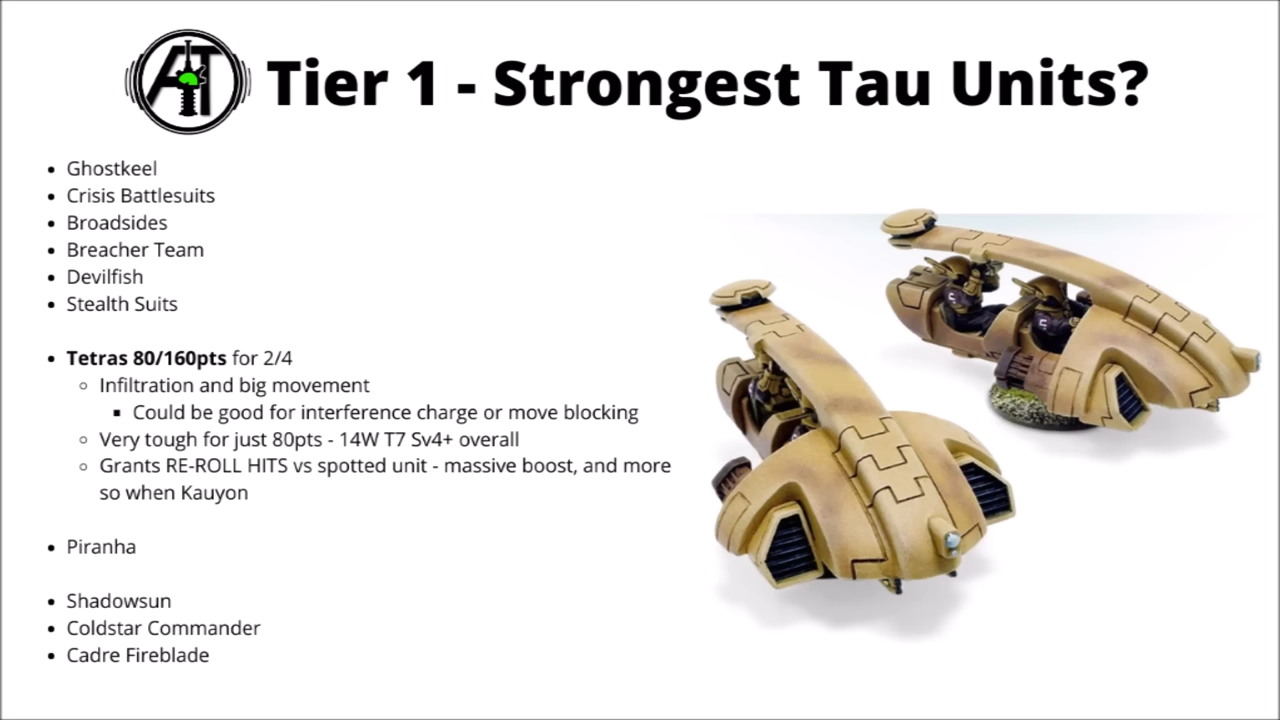 AT
Tier 1 - Strongest Tau Units?
• Ghostkeel
• Crisis Battlesuits
• Broadsides
• Breacher Team
• Devilfish
• Stealth Suits
• Tetras 80/160pts for 2/4
◦ Infiltration and big movement
▪ Could be good for interference charge or move blocking
◦ Very tough for just 80pts - 14W T7 Sv4+ overall
◦ Grants RE-ROLL HITS vs spotted unit - massive boost, and more
so when Kauyon
• Piranha
• Shadowsun
• Coldstar Commander
• Cadre Fireblade